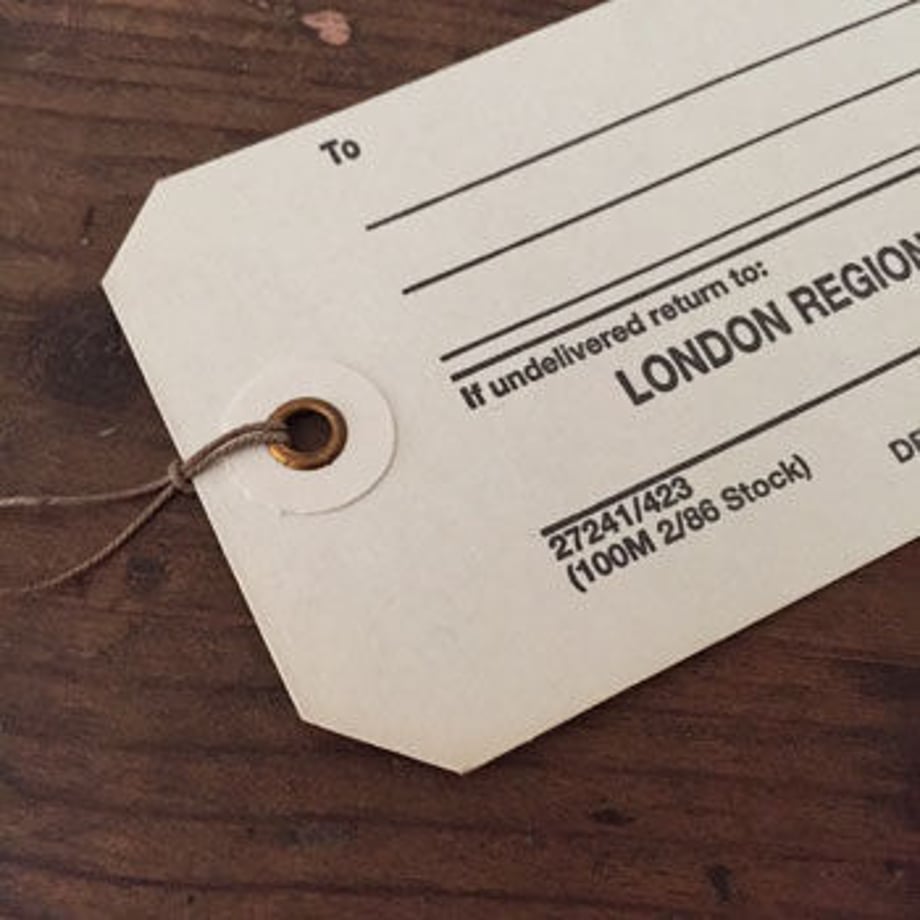 To
If undelivered return to:
LONDON REGION
27241/423
(100M 2/86 Stock)